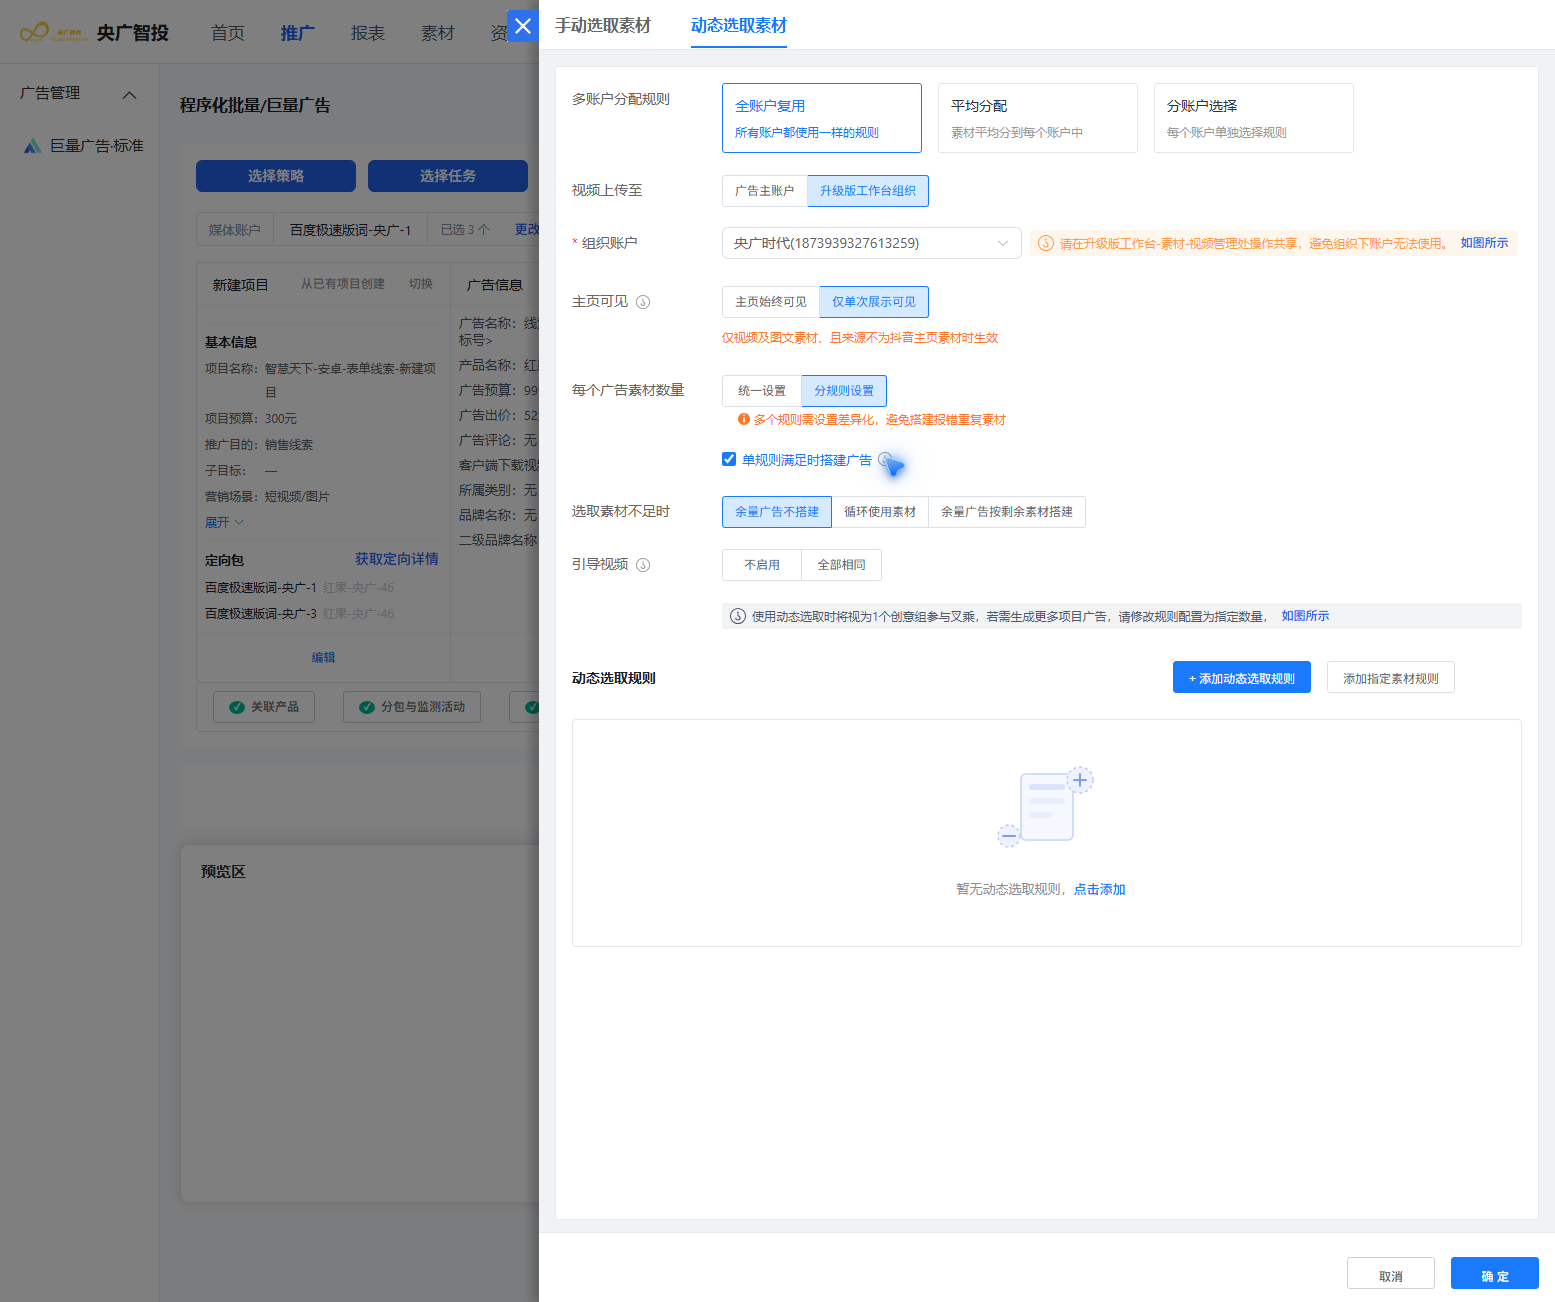 央广智投
首页
推广
报表
素材
资
广告管理
巨量广告·标准
程序化批量/巨量广告
选择策略
选择任务
媒体账户
百度极速版词-央广-1
已选 3 个
更改
新建项目
从已有项目创建
切换
广告信息
基本信息
项目名称：智慧天下-安卓-表单线索-新建项
目
项目预算：300元
推广目的：销售线索
子目标：—
营销场景：短视频/图片
展开
定向包
获取定向详情
百度极速版词-央广-1 红果-央广-46
百度极速版词-央广-3 红果-央广-46
编辑
标号>
产品名称：红
广告预算：99
广告出价：52
广告评论：无
客户端下载视
所属类别：无
品牌名称：无
二级品牌名称
关联产品
分包与监测活动
预览区
手动选取素材
动态选取素材
多账户分配规则
全账户复用
所有账户都使用一样的规则
平均分配
素材平均分到每个账户中
分账户选择
每个账户单独选择规则
视频上传至
广告主账户
升级版工作台组织
* 组织账户
央广时代(1873939327613259)
请在升级版工作台-素材-视频管理处操作共享，避免组织下账户无法使用。 如图所示
主页可见
主页始终可见
仅单次展示可见
仅视频及图文素材、且来源不为抖音主页素材时生效
每个广告素材数量
统一设置
分规则设置
多个规则需设置差异化，避免搭建报错重复素材
单规则满足时搭建广告
选取素材不足时
余量广告不搭建
循环使用素材
余量广告按剩余素材搭建
引导视频
不启用
全部相同
使用动态选取时将视为1个创意组参与叉乘，若需生成更多项目广告，请修改规则配置为指定数量， 如图所示
动态选取规则
+ 添加动态选取规则
添加指定素材规则
暂无动态选取规则，点击添加
取消
确 定